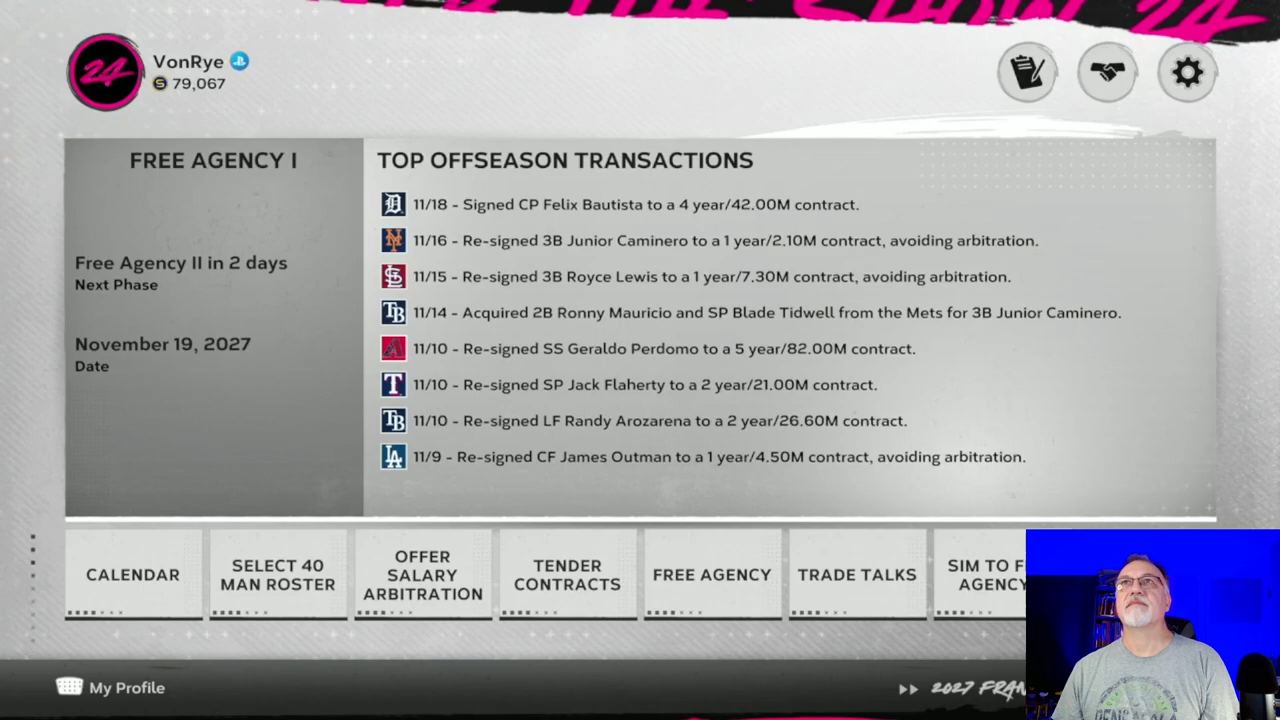 THE SHOW 24
24
VonRye
S 79,067
FREE AGENCY I
Free Agency II in 2 days
Next Phase
November 19, 2027
Date
TOP OFFSEASON TRANSACTIONS
11/18 - Signed CP Felix Bautista to a 4 year/42.00M contract.
11/16 - Re-signed 3B Junior Caminero to a 1 year/2.10M contract, avoiding arbitration.
11/15 - Re-signed 3B Royce Lewis to a 1 year/7.30M contract, avoiding arbitration.
11/14 - Acquired 2B Ronny Mauricio and SP Blade Tidwell from the Mets for 3B Junior Caminero.
11/10 - Re-signed SS Geraldo Perdomo to a 5 year/82.00M contract.
11/10 - Re-signed SP Jack Flaherty to a 2 year/21.00M contract.
11/10 - Re-signed LF Randy Arozarena to a 2 year/26.60M contract.
11/9 - Re-signed CF James Outman to a 1 year/4.50M contract, avoiding arbitration.
CALENDAR
SELECT 40
MAN ROSTER
OFFER
SALARY
ARBITRATION
TENDER
CONTRACTS
FREE AGENCY
TRADE TALKS
SIM TO F
AGENCY
My Profile
2027 FRAN